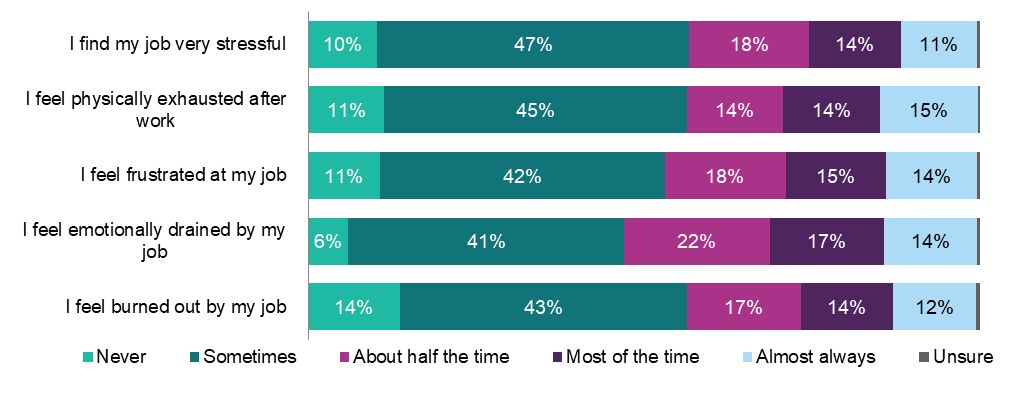 I find my job very stressful
10% 47% 18% 14% 11%
I feel physically exhausted after
work
11% 45% 14% 14% 15%
I feel frustrated at my job
11% 42% 18% 15% 14%
I feel emotionally drained by my
job
6% 41% 22% 17% 14%
I feel burned out by my job
14% 43% 17% 14% 12%
Never Sometimes About half the time Most of the time Almost always Unsure